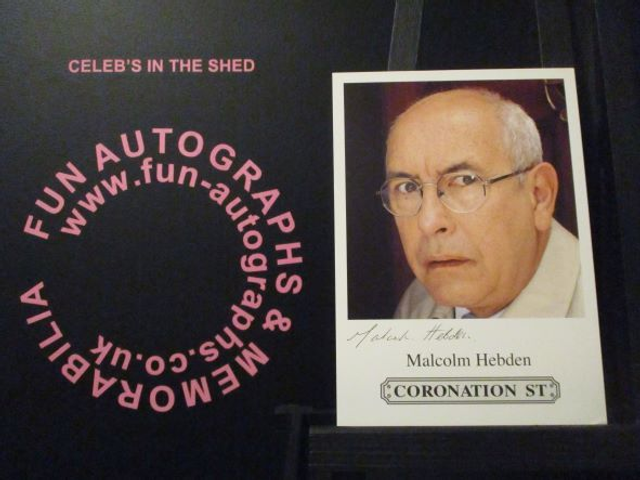 CELEB'S IN THE SHED
FUN AUTOGRAPHS & MEMORABILIA
www.fun-autographs.co.uk
Malcolm Hebden
Malcolm Hebden
CORONATION ST